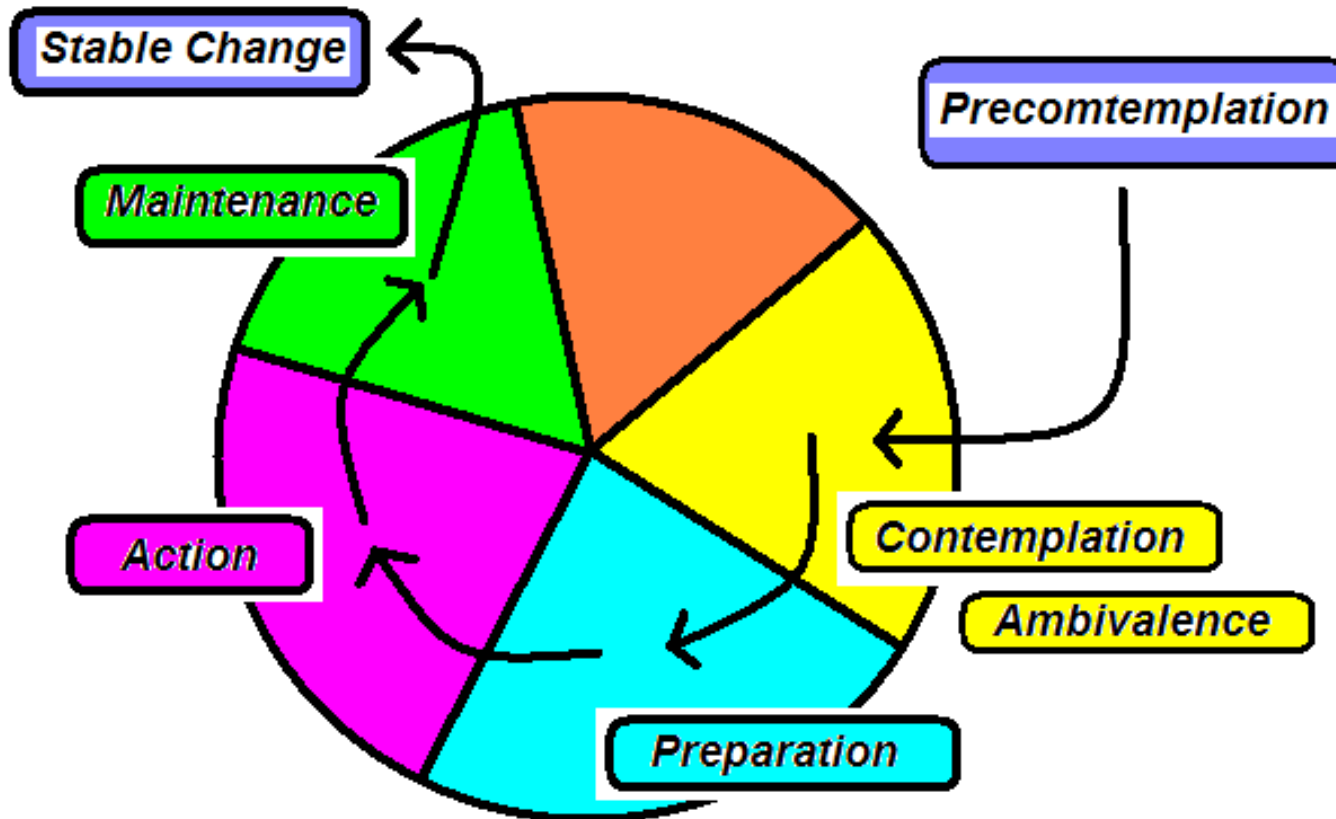 Stable Change
Precomtemplation
Maintenance
Contemplation
Action
Ambivalence
Preparation